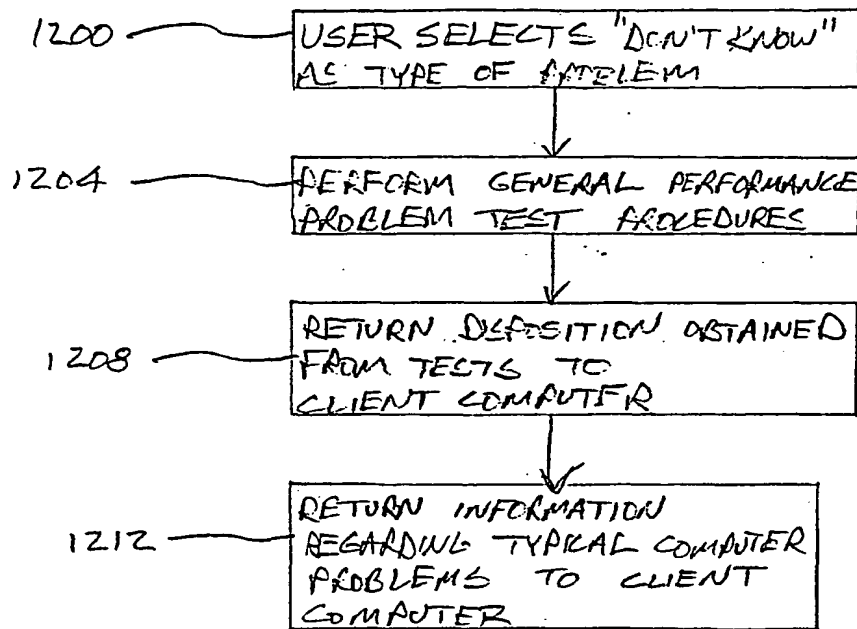 1200
USER SELECTS "DON'T KNOW"
AS TYPE OF PROBLEM
1204
PERFORM GENERAL PERFORMANCE
PROBLEM TEST PROCEDURES
1208
RETURN DISPOSITION OBTAINED
FROM TESTS TO
CLIENT COMPUTER
1212
RETURN INFORMATION
REGARDING TYPICAL COMPUTER
PROBLEMS TO CLIENT
COMPUTER